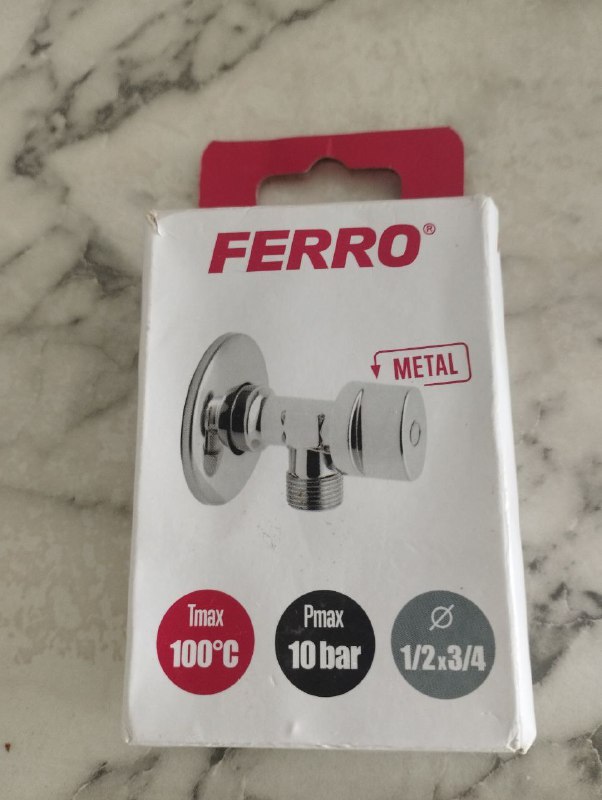 FERRO®
METAL
Tmax
100°C
Pmax
10 bar
Ø
1/2x3/4